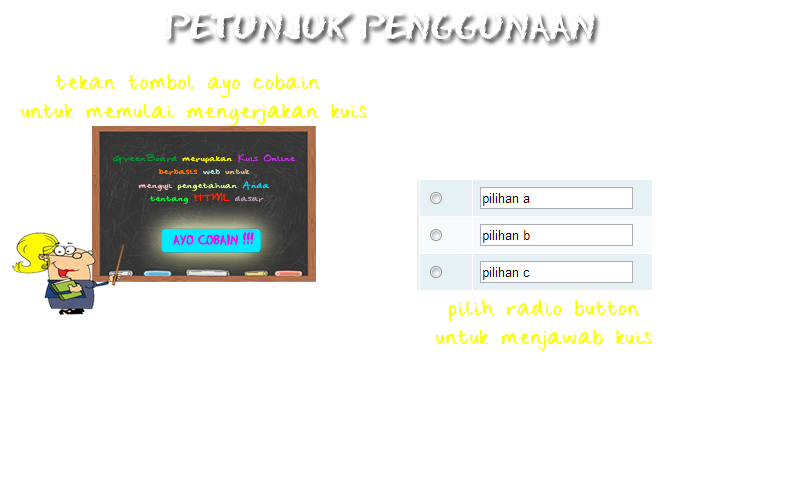 PETUNJUK PENGGUNAAN
tekan tombol ayo cobain
untuk memulai mengerjakan kuis
GreenBoard merupakan Kuis Online
berbasis web untuk
menguji pengetahuan Anda
tentang HTML dasar
AYO COBAIN !!!
pilihan a
pilihan b
pilihan c
pilih radio button
untuk menjawab kuis